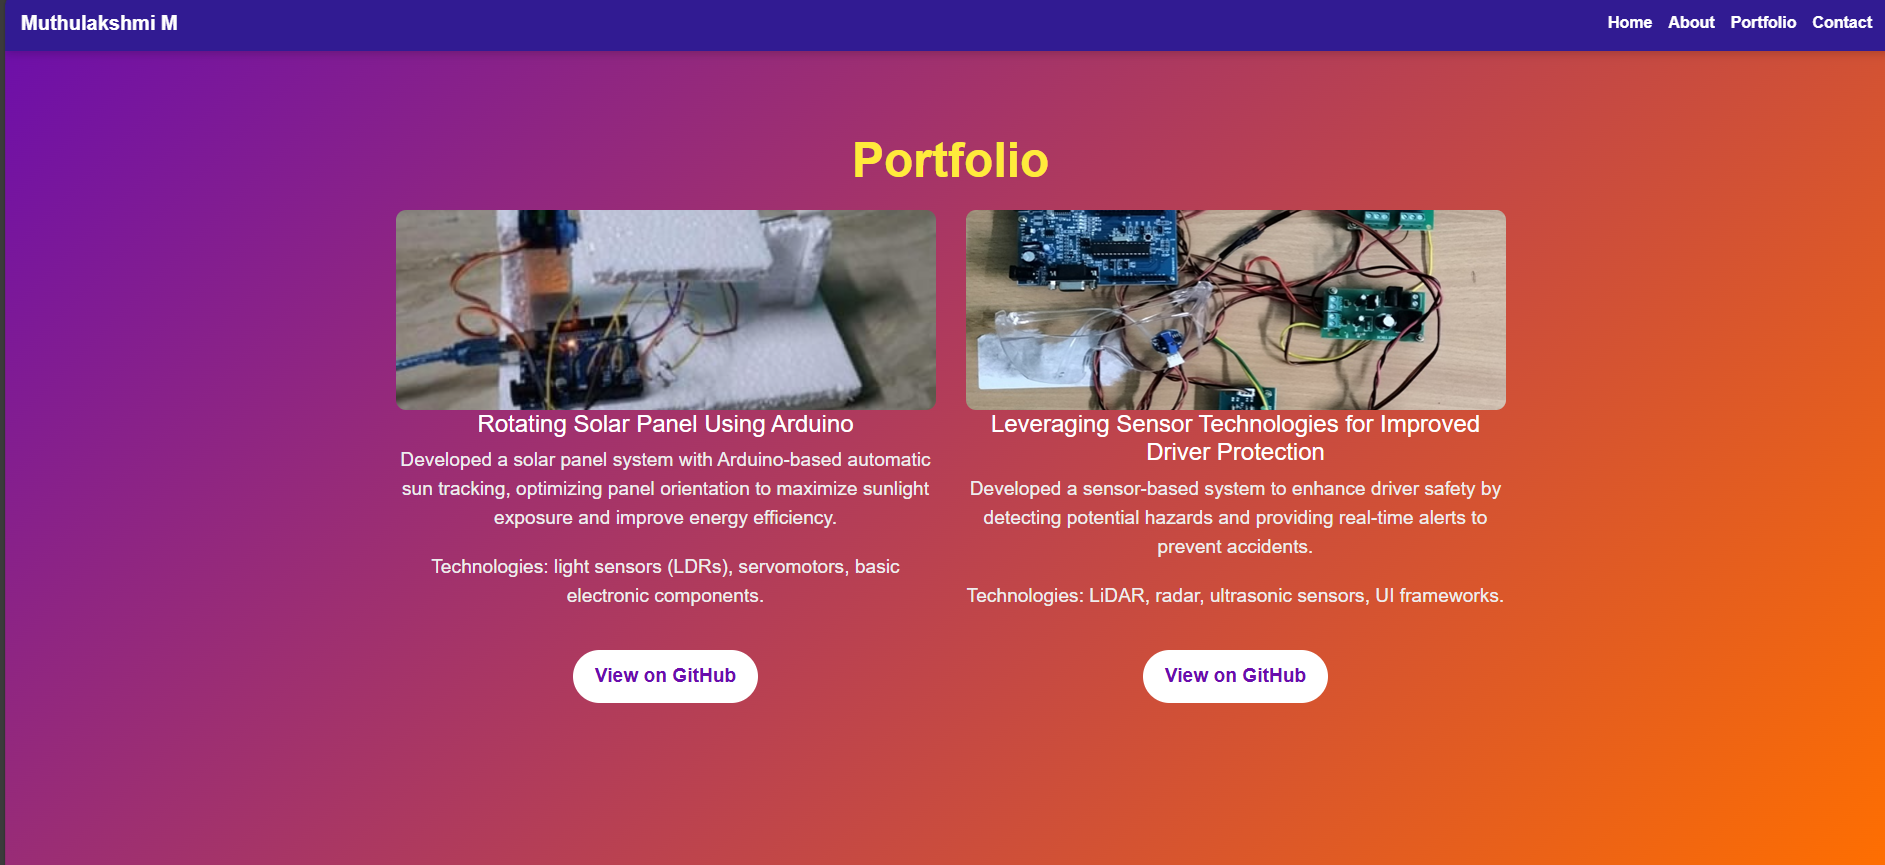 Muthulakshmi M
Home About Portfolio Contact
Portfolio
Rotating Solar Panel Using Arduino
Developed a solar panel system with Arduino-based automatic
sun tracking, optimizing panel orientation to maximize sunlight
exposure and improve energy efficiency.
Technologies: light sensors (LDRs), servomotors, basic
electronic components.
View on GitHub
Leveraging Sensor Technologies for Improved
Driver Protection
Developed a sensor-based system to enhance driver safety by
detecting potential hazards and providing real-time alerts to
prevent accidents.
Technologies: LiDAR, radar, ultrasonic sensors, UI frameworks.
View on GitHub